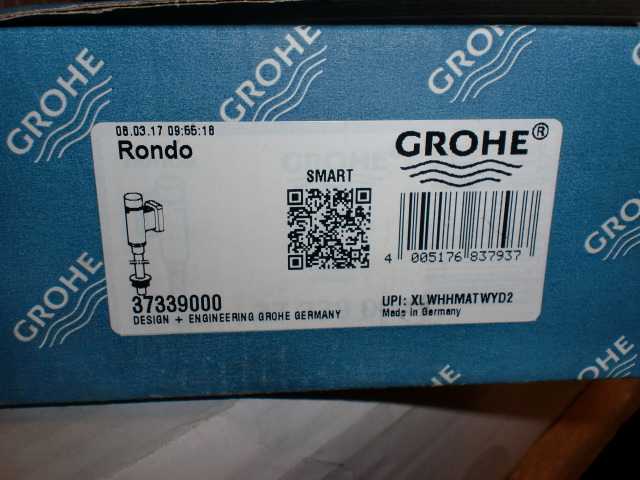 GROHE
GROHE
GROHE
GROHE
08.03.17 09:55:18
Rondo
GROHE®
SMART
4 005176 837937
37339000
DESIGN + ENGINEERING GROHE GERMANY
UPI: XLWHHMATWYD2
Made in Germany
GROHE
GROHE
GROHE